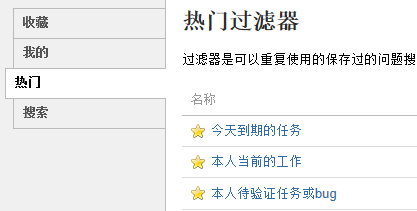 收藏
我的
热门
搜索
热门过滤器
过滤器是可以重复使用的保存过的问题搜
名称
今天到期的任务
本人当前的工作
本人待验证任务或bug